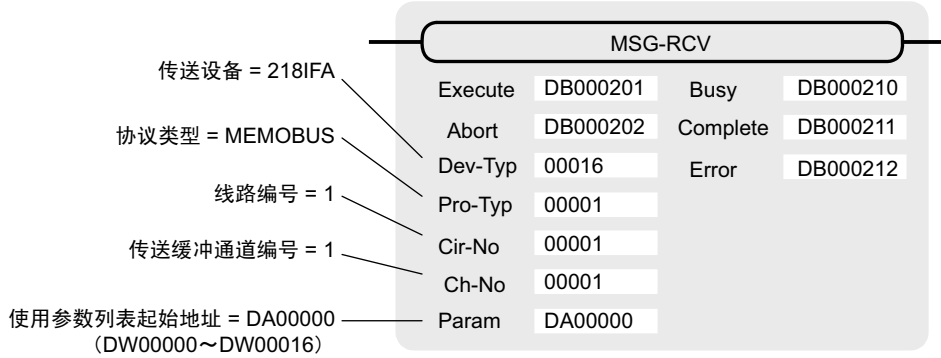 MSG-RCV
传送设备 = 218IFA
Execute DB000201 Busy DB000210
协议类型 = MEMOBUS
Abort DB000202 Complete DB000211
Dev-Typ 00016 Error DB000212
线路编号 = 1
Pro-Typ 00001
传送缓冲通道编号 = 1
Cir-No 00001
Ch-No 00001
使用参数列表起始地址 = DA00000
Param DA00000
（DW00000～DW00016）